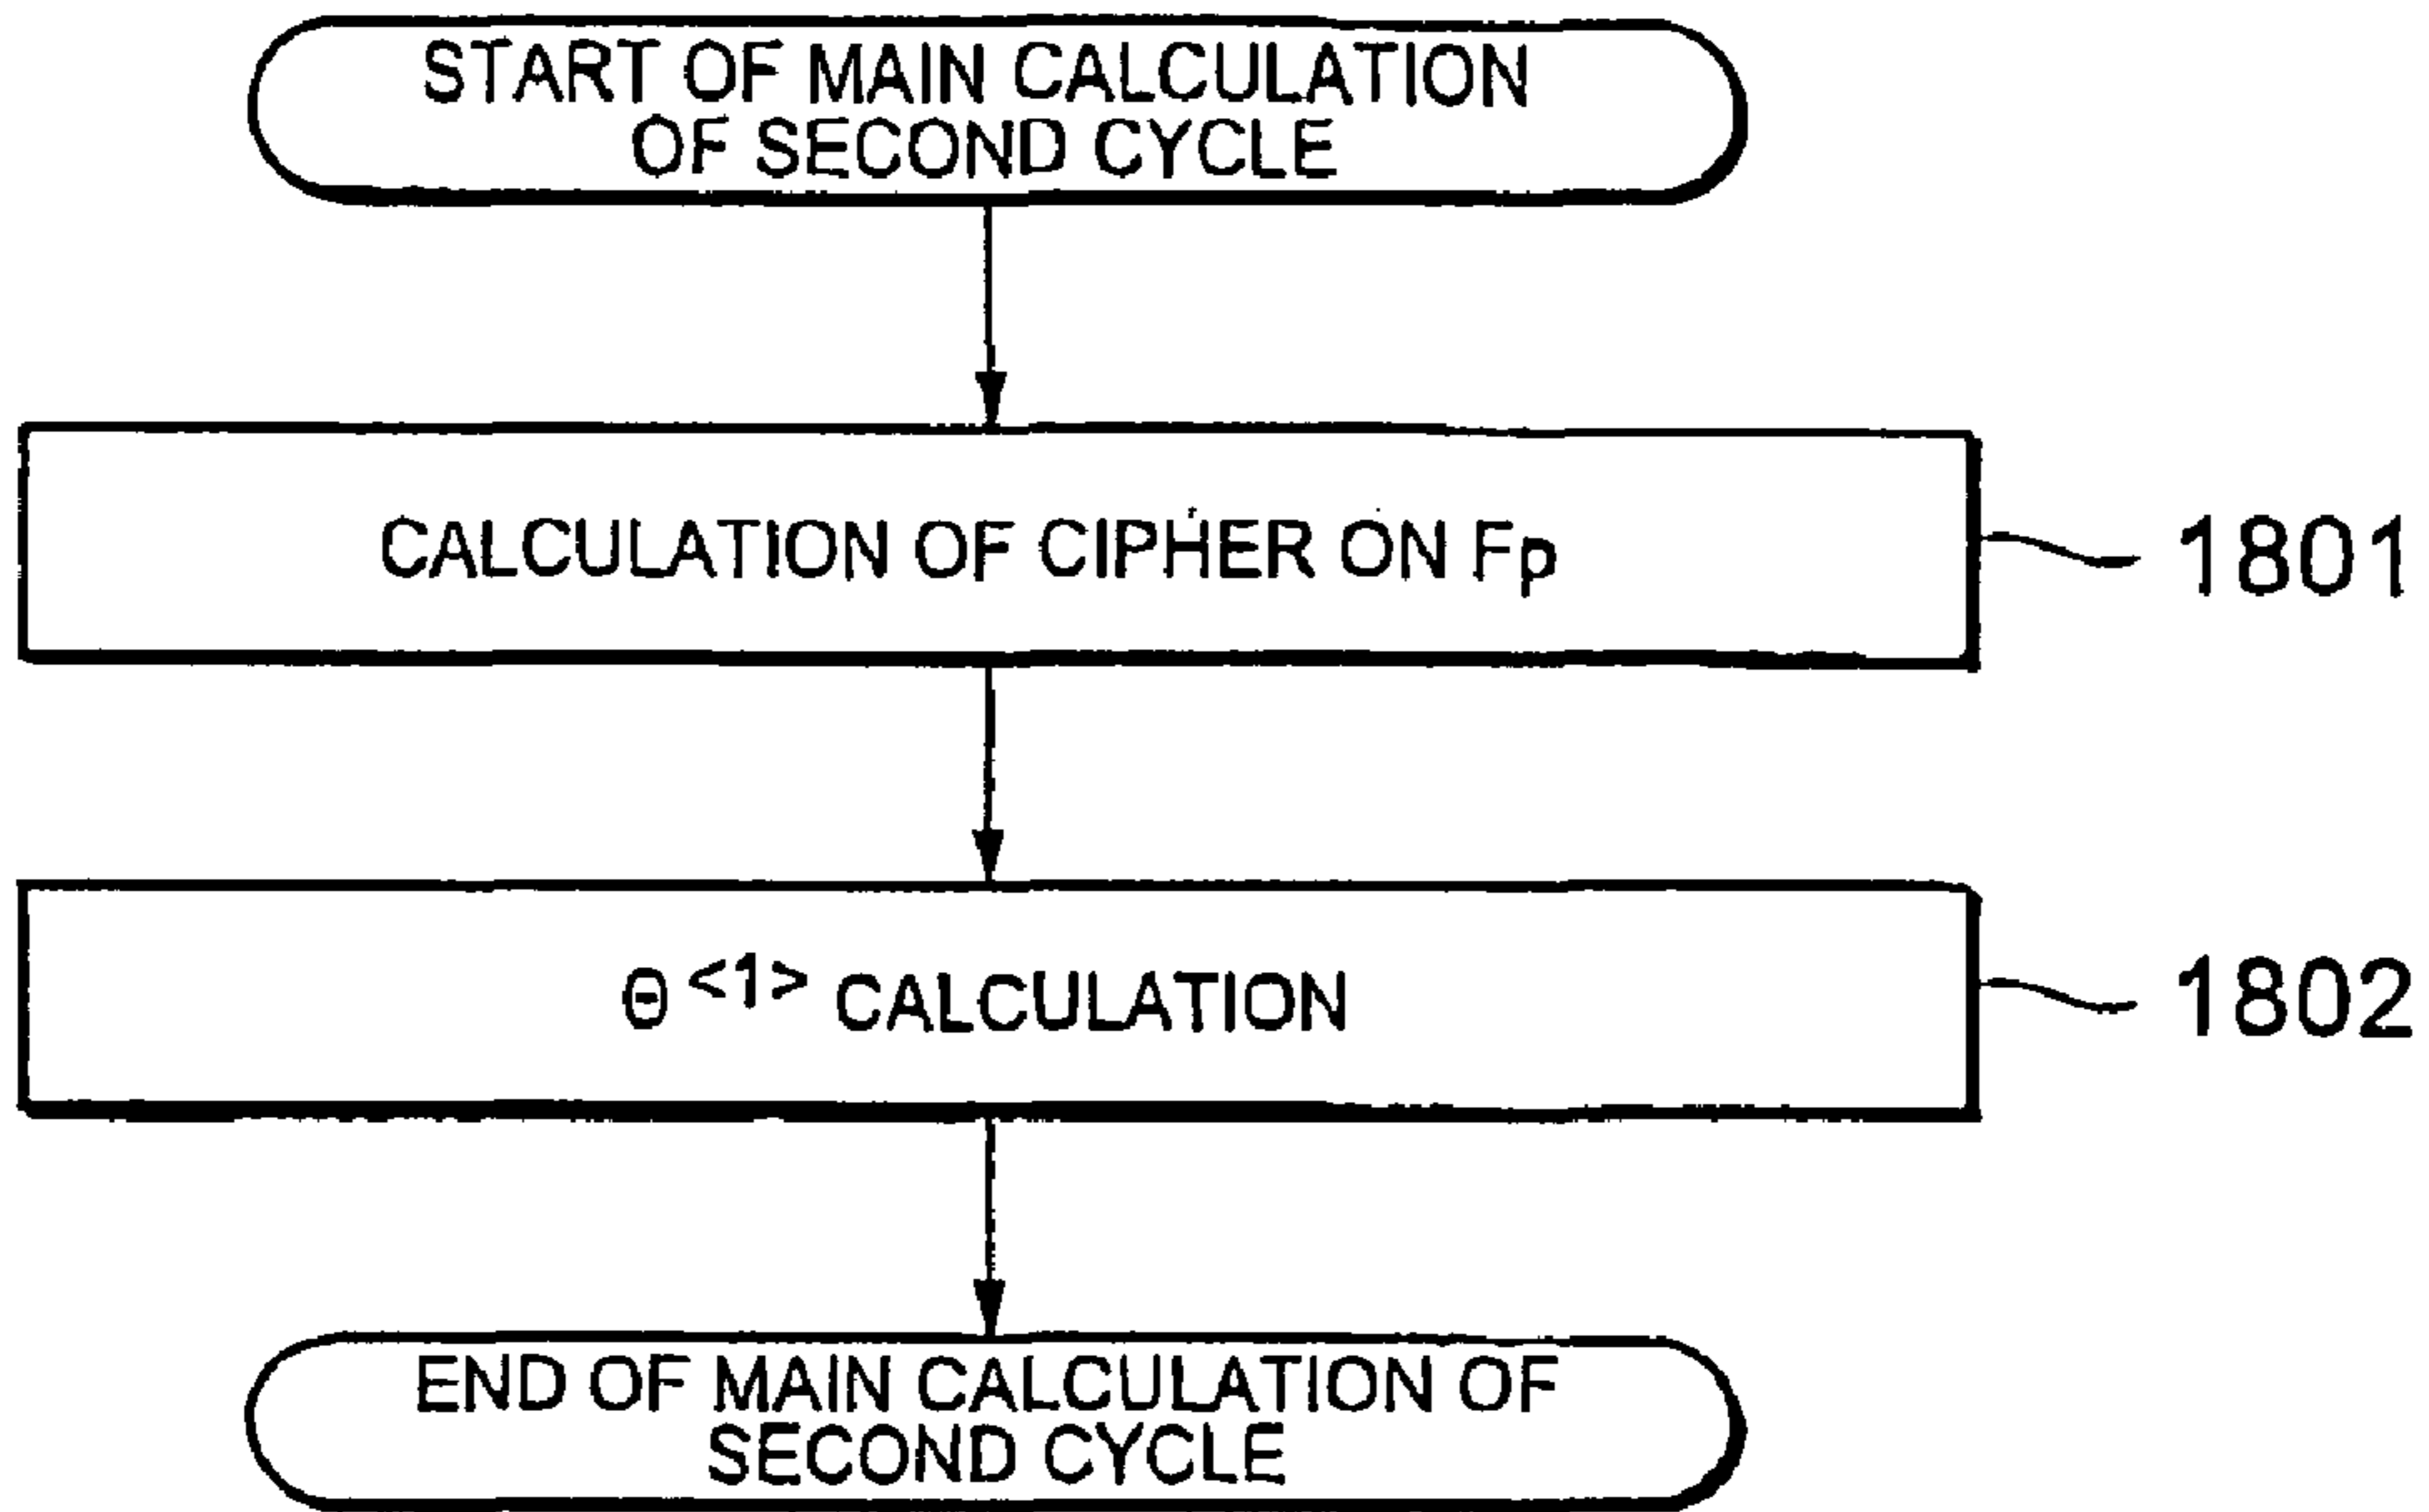 START OF MAIN CALCULATION
OF SECOND CYCLE
CALCULATION OF CIPHER ON Fp
1801
Θ <1> CALCULATION
1802
END OF MAIN CALCULATION OF
SECOND CYCLE